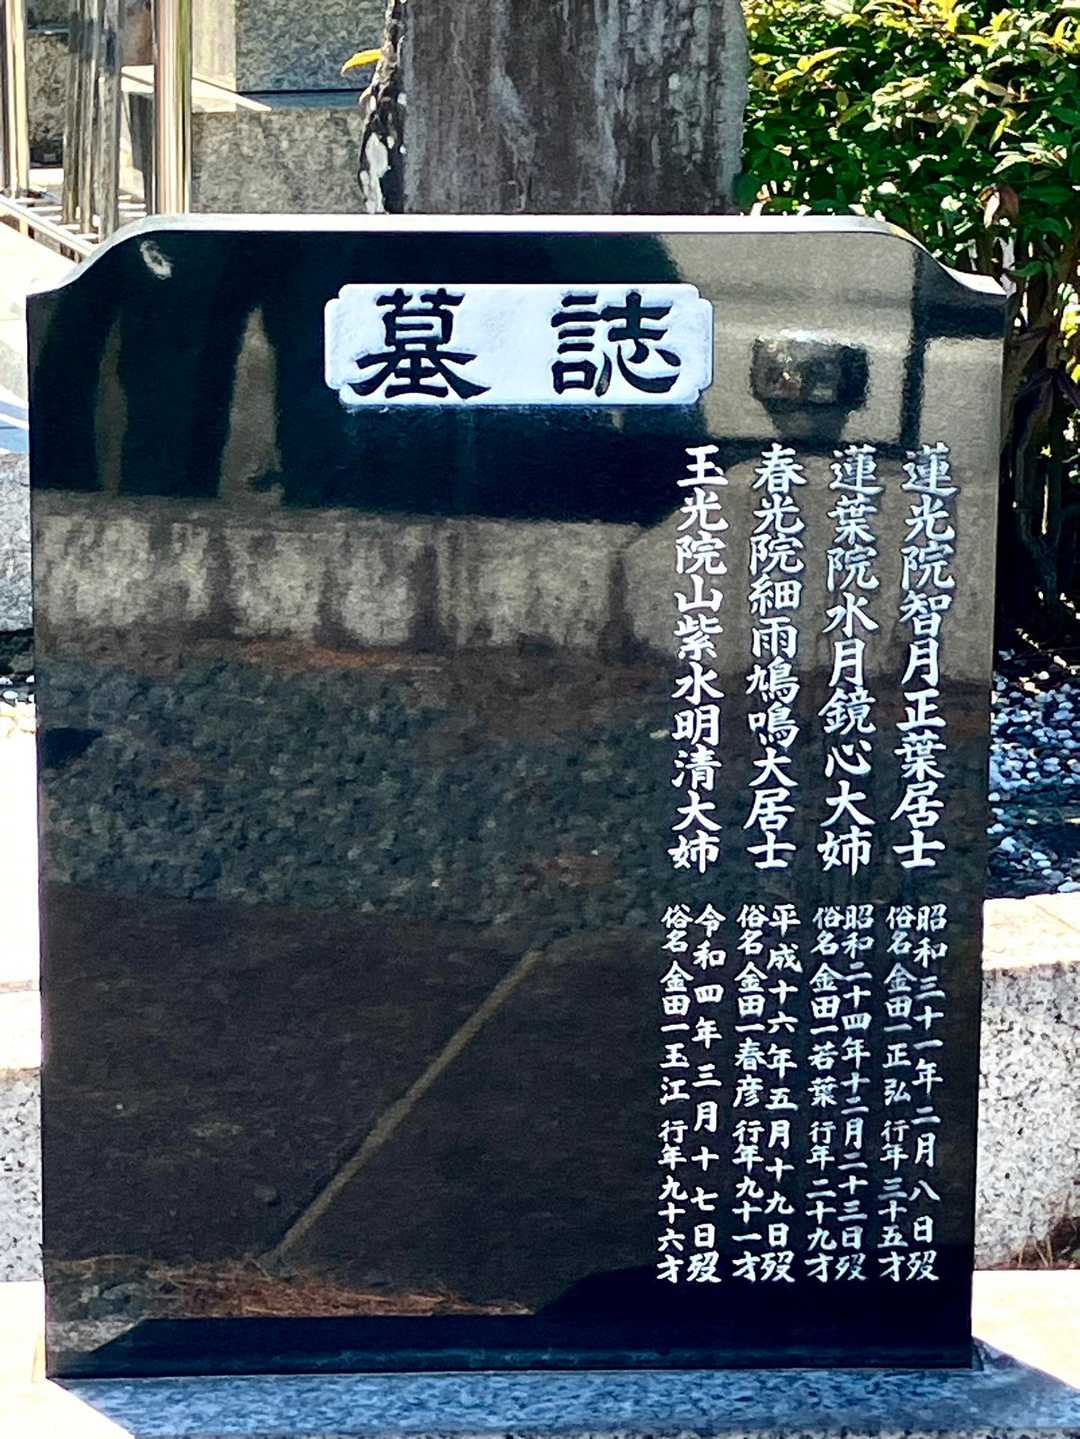 墓誌
蓮光院智月正葉居士
昭和三十一年二月八日歿
俗名金田一正弘 行年三十五才
蓮葉院水月鏡心大姉
昭和二十四年十二月二十三日歿
俗名金田一若葉 行年二十九才
春光院細雨鳩鳴大居士
平成十六年五月十九日歿
俗名金田一春彦 行年九十一才
玉光院山紫水明清大姉
令和四年三月十七日歿
俗名金田一玉江 行年九十六才